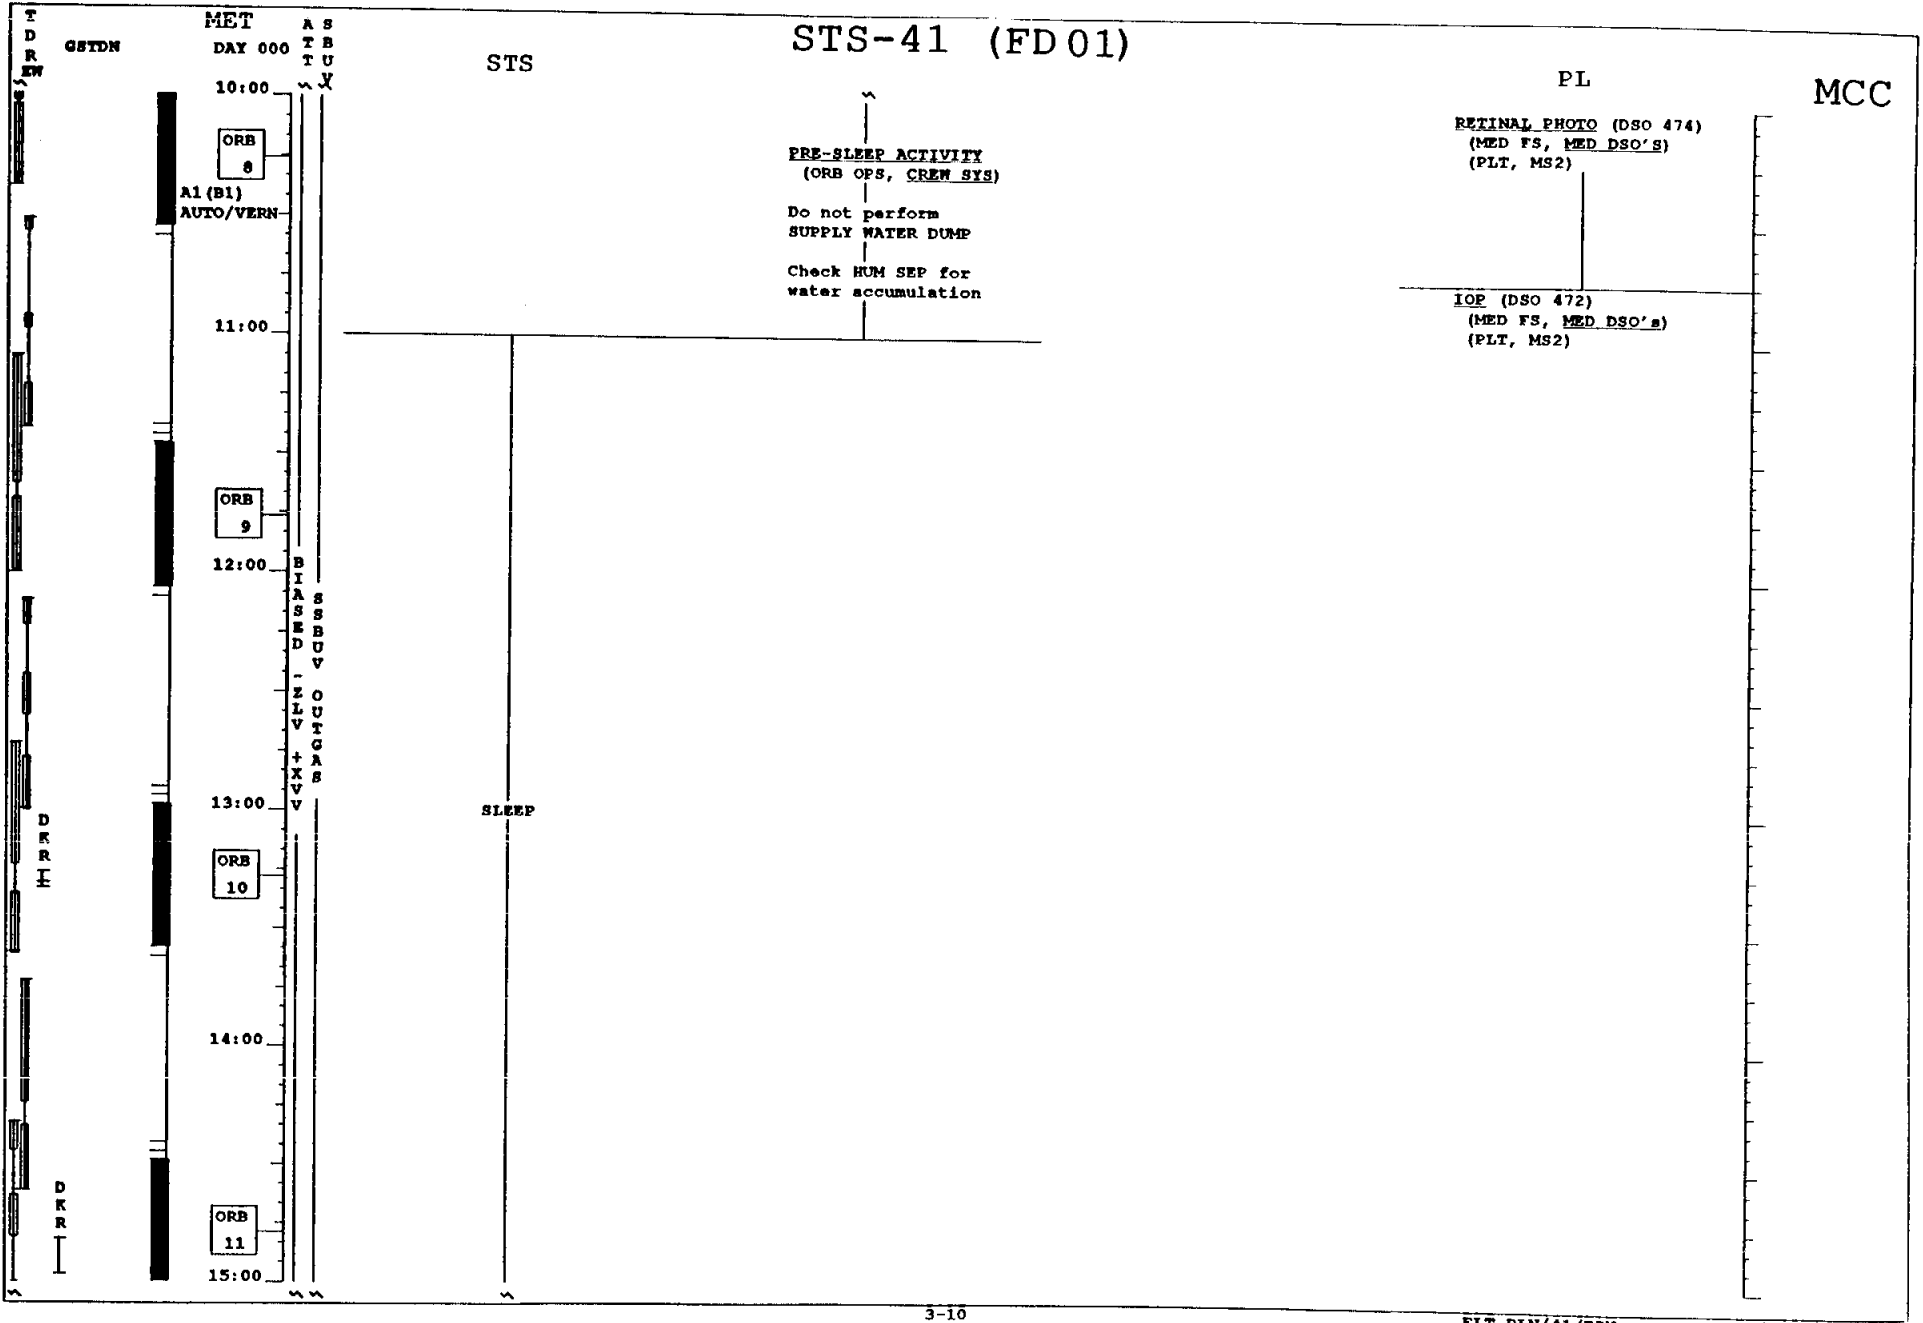 STS-41 (FD 01)
TDR
EW
GSTDN
MET
DAY 000
ATT
SBUV
STS
PL
MCC
10:00
ORB
8
A1(B1)
AUTO/VERN
PRE-SLEEP ACTIVITY
(ORB OPS, CREW SYS)
Do not perform
SUPPLY WATER DUMP
Check HUM SEP for
water accumulation
RETINAL PHOTO (DSO 474)
(MED FS, MED DSO'S)
(PLT, MS2)
IOP (DSO 472)
(MED FS, MED DSO's)
(PLT, MS2)
11:00
ORB
9
12:00
BIASED -ZLV +XVV
SSBUV OUTGAS
13:00
SLEEP
DKR
ORB
10
14:00
DKR
ORB
11
15:00
3-10